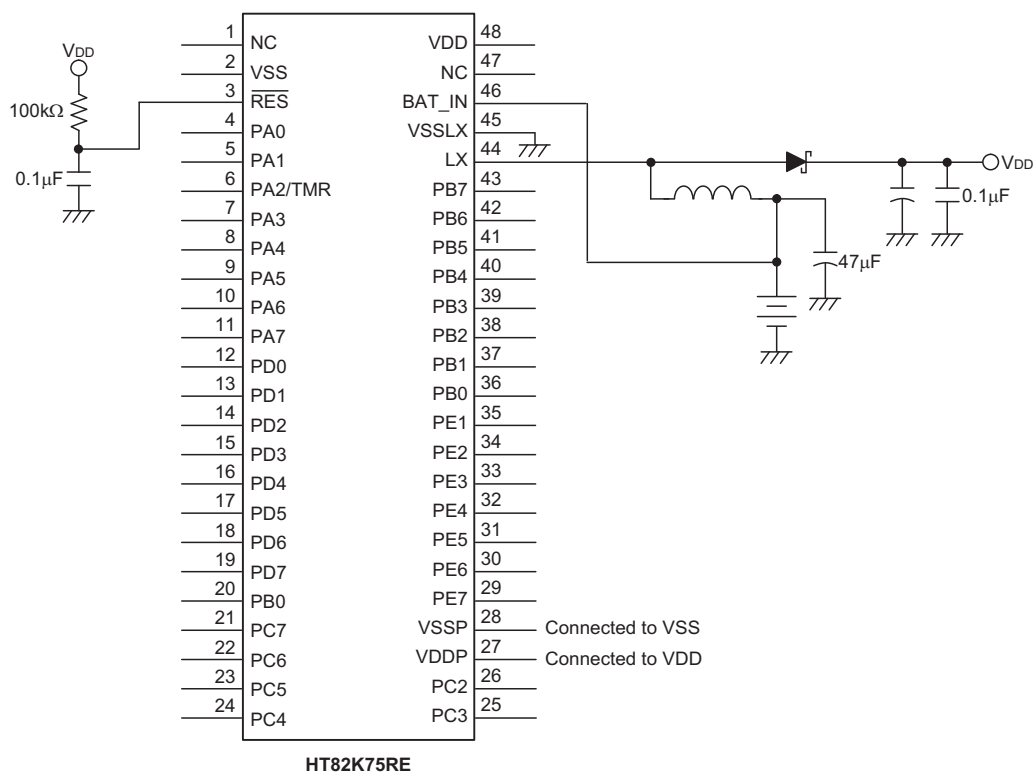 VDD
100kΩ
0.1μF
1 NC
2 VSS
3 RES
4 PA0
5 PA1
6 PA2/TMR
7 PA3
8 PA4
9 PA5
10 PA6
11 PA7
12 PD0
13 PD1
14 PD2
15 PD3
16 PD4
17 PD5
18 PD6
19 PD7
20 PB0
21 PC7
22 PC6
23 PC5
24 PC4
VDD 48
NC 47
BAT_IN 46
VSSLX 45
LX 44
PB7 43
PB6 42
PB5 41
PB4 40
PB3 39
PB2 38
PB1 37
PB0 36
PE1 35
PE2 34
PE3 33
PE4 32
PE5 31
PE6 30
PE7 29
VSSP 28 Connected to VSS
VDDP 27 Connected to VDD
PC2 26
PC3 25
VDD
0.1μF
47μF
HT82K75RE